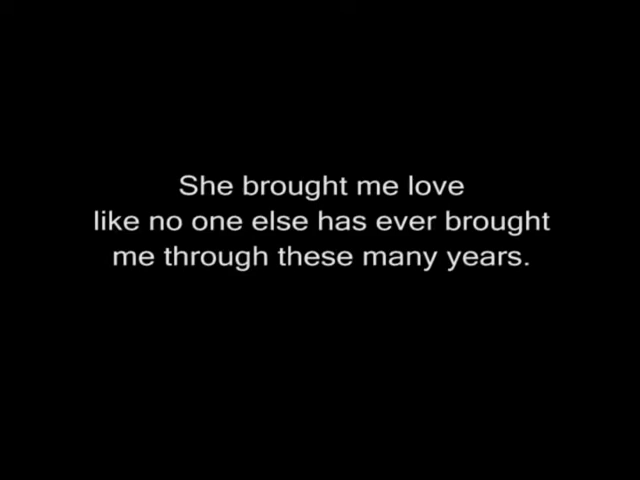 She brought me love
like no one else has ever brought
me through these many years.